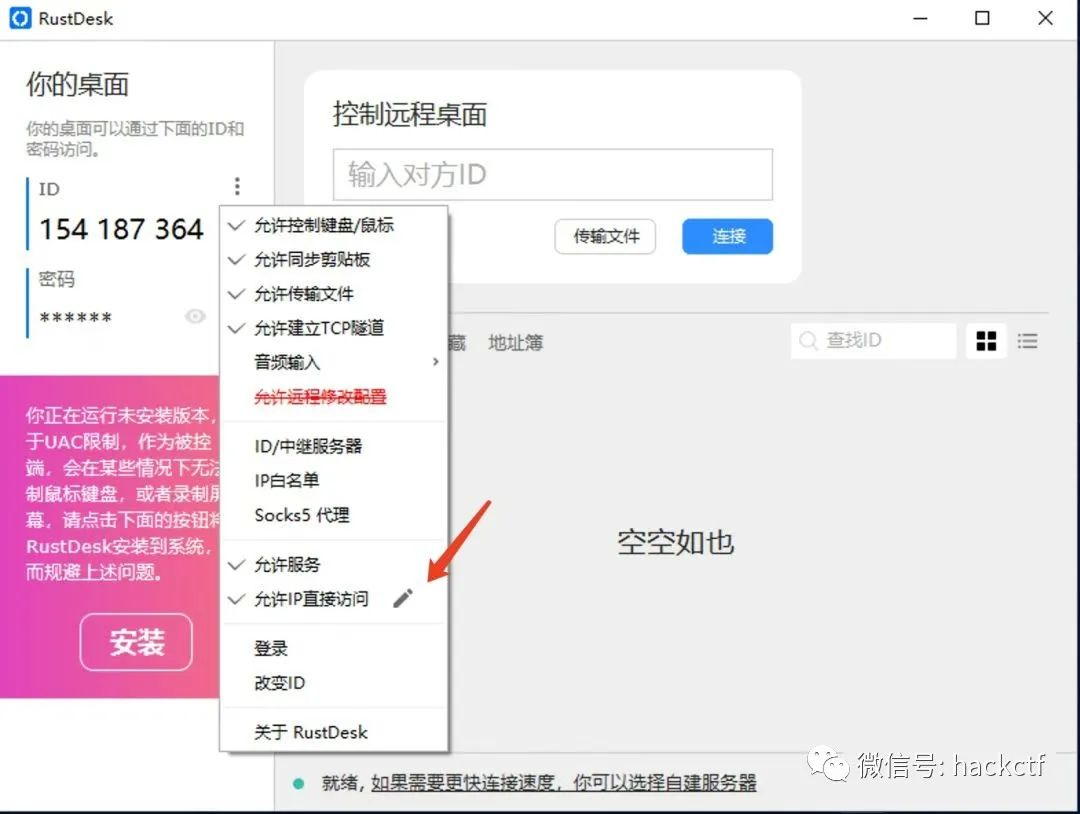 RustDesk
你的桌面
你的桌面可以通过下面的ID和
密码访问。
ID
154 187 364
密码
******
你正在运行未安装版本，
于UAC限制，作为被控
端，会在某些情况下无法
制鼠标键盘，或者录制屏
幕，请点击下面的按钮将
RustDesk安装到系统，
而规避上述问题。
安装
允许控制键盘/鼠标
允许同步剪贴板
允许传输文件
允许建立TCP隧道
音频输入
允许远程修改配置
ID/中继服务器
IP白名单
Socks5 代理
允许服务
允许IP直接访问
登录
改变ID
关于 RustDesk
控制远程桌面
输入对方ID
传输文件
连接
藏
地址簿
查找ID
空空如也
就绪，如果需要更快连接速度，你可以选择自建服务器
微信号: hackctf